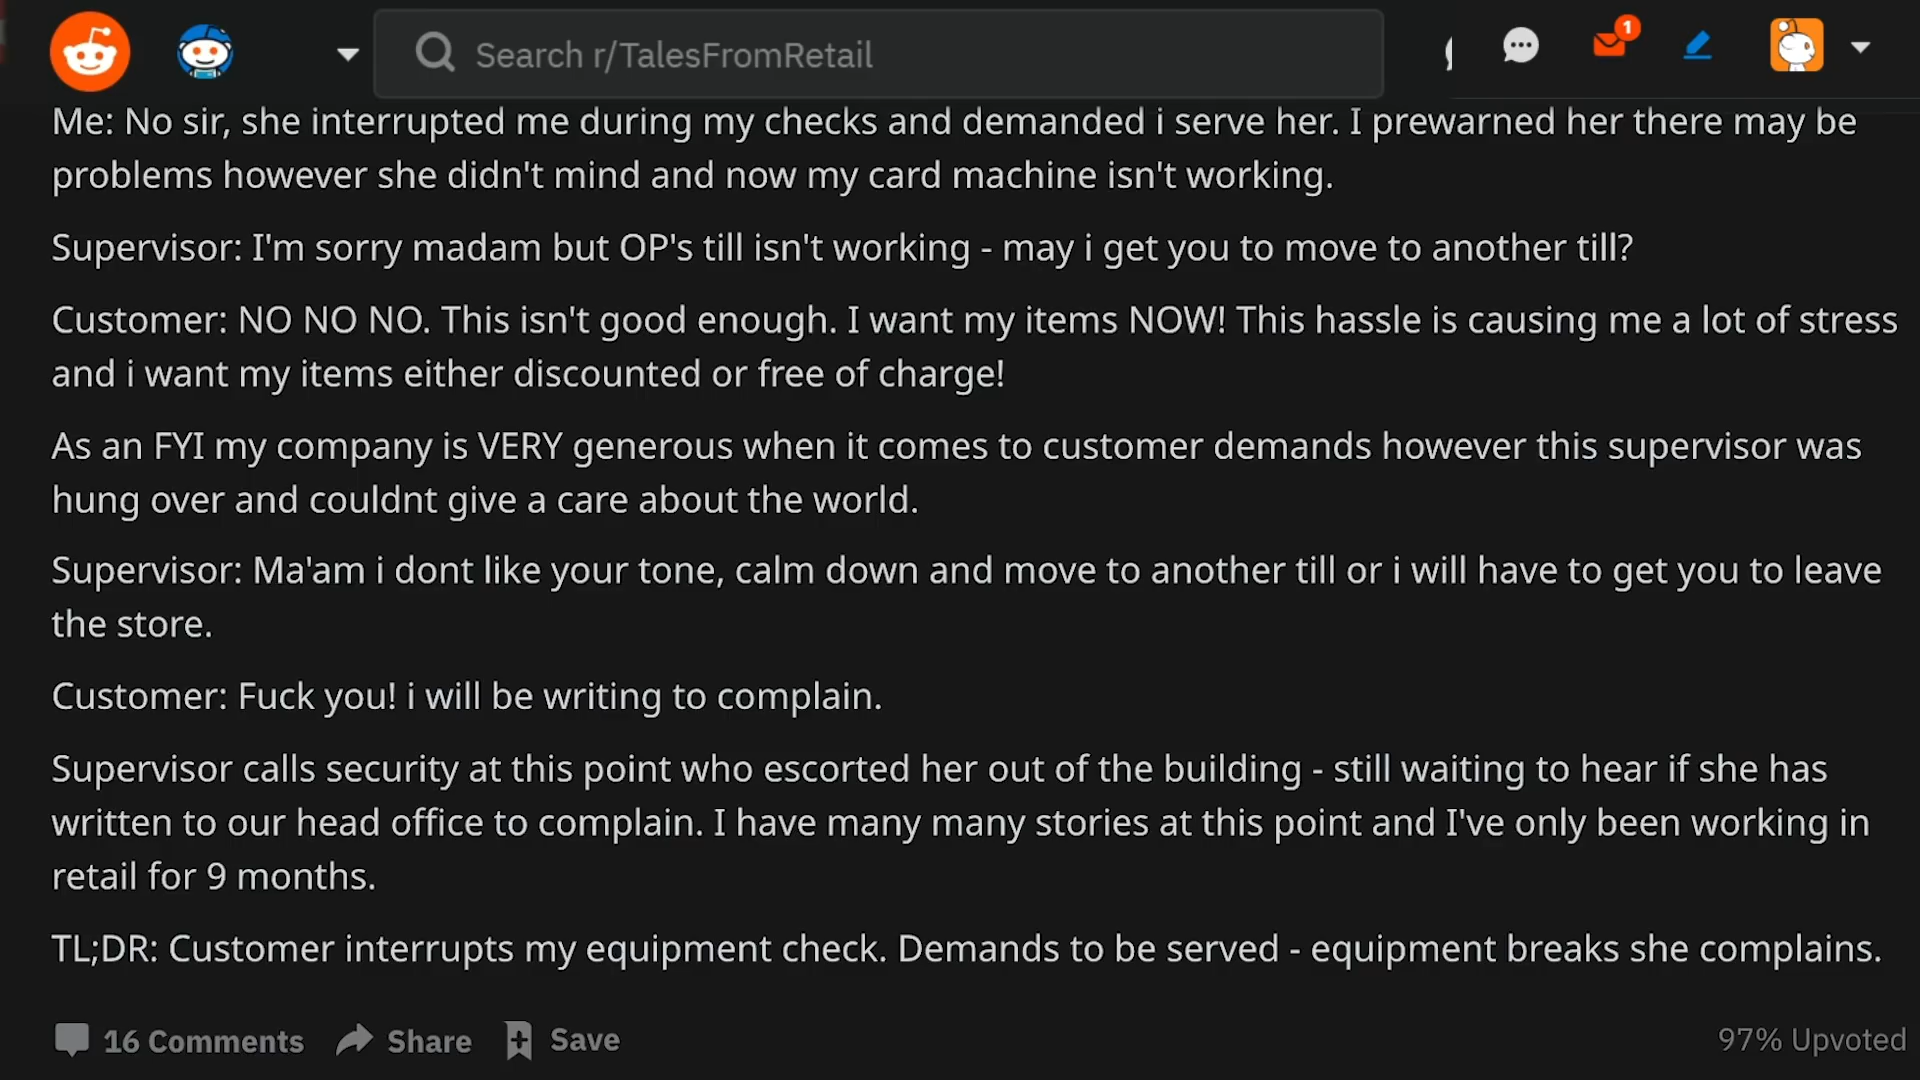 Search r/TalesFromRetail
1
Me: No sir, she interrupted me during my checks and demanded i serve her. I prewarned her there may be
problems however she didn't mind and now my card machine isn't working.
Supervisor: I'm sorry madam but OP's till isn't working - may i get you to move to another till?
Customer: NO NO NO. This isn't good enough. I want my items NOW! This hassle is causing me a lot of stress
and i want my items either discounted or free of charge!
As an FYI my company is VERY generous when it comes to customer demands however this supervisor was
hung over and couldnt give a care about the world.
Supervisor: Ma'am i dont like your tone, calm down and move to another till or i will have to get you to leave
the store.
Customer: Fuck you! i will be writing to complain.
Supervisor calls security at this point who escorted her out of the building - still waiting to hear if she has
written to our head office to complain. I have many many stories at this point and I've only been working in
retail for 9 months.
TL;DR: Customer interrupts my equipment check. Demands to be served - equipment breaks she complains.
16 Comments Share Save 97% Upvoted